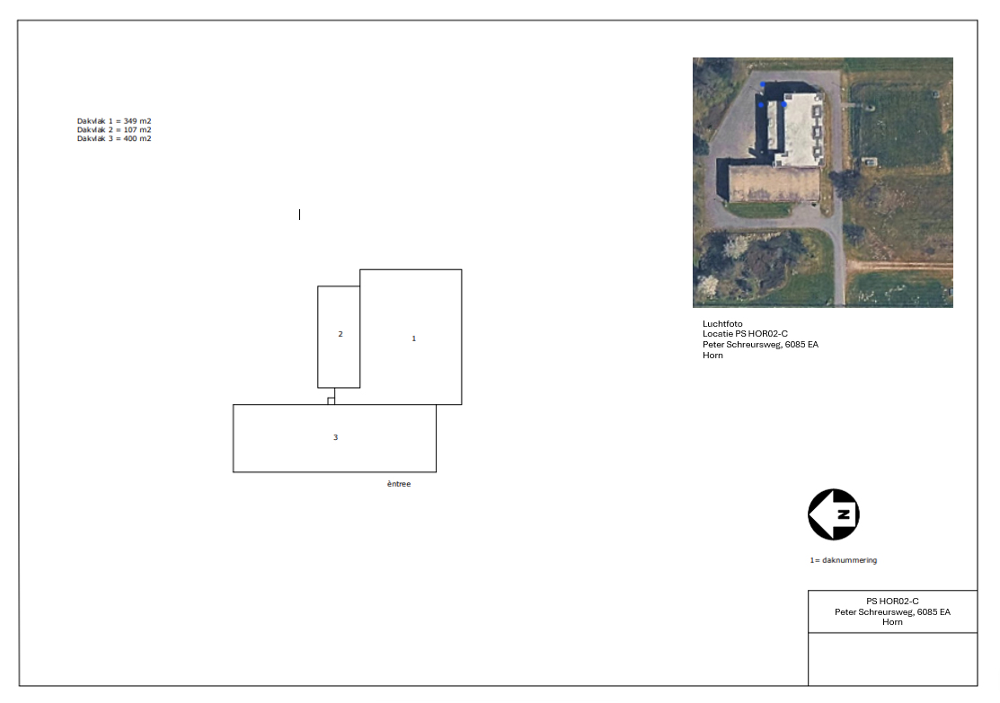 Dakvlak 1 = 349 m2
Dakvlak 2 = 107 m2
Dakvlak 3 = 400 m2
Luchtfoto
Locatie PS HOR02-C
Peter Schreursweg, 6085 EA
Horn
2
1
3
èntree
N
1= daknummering
PS HOR02-C
Peter Schreursweg, 6085 EA
Horn